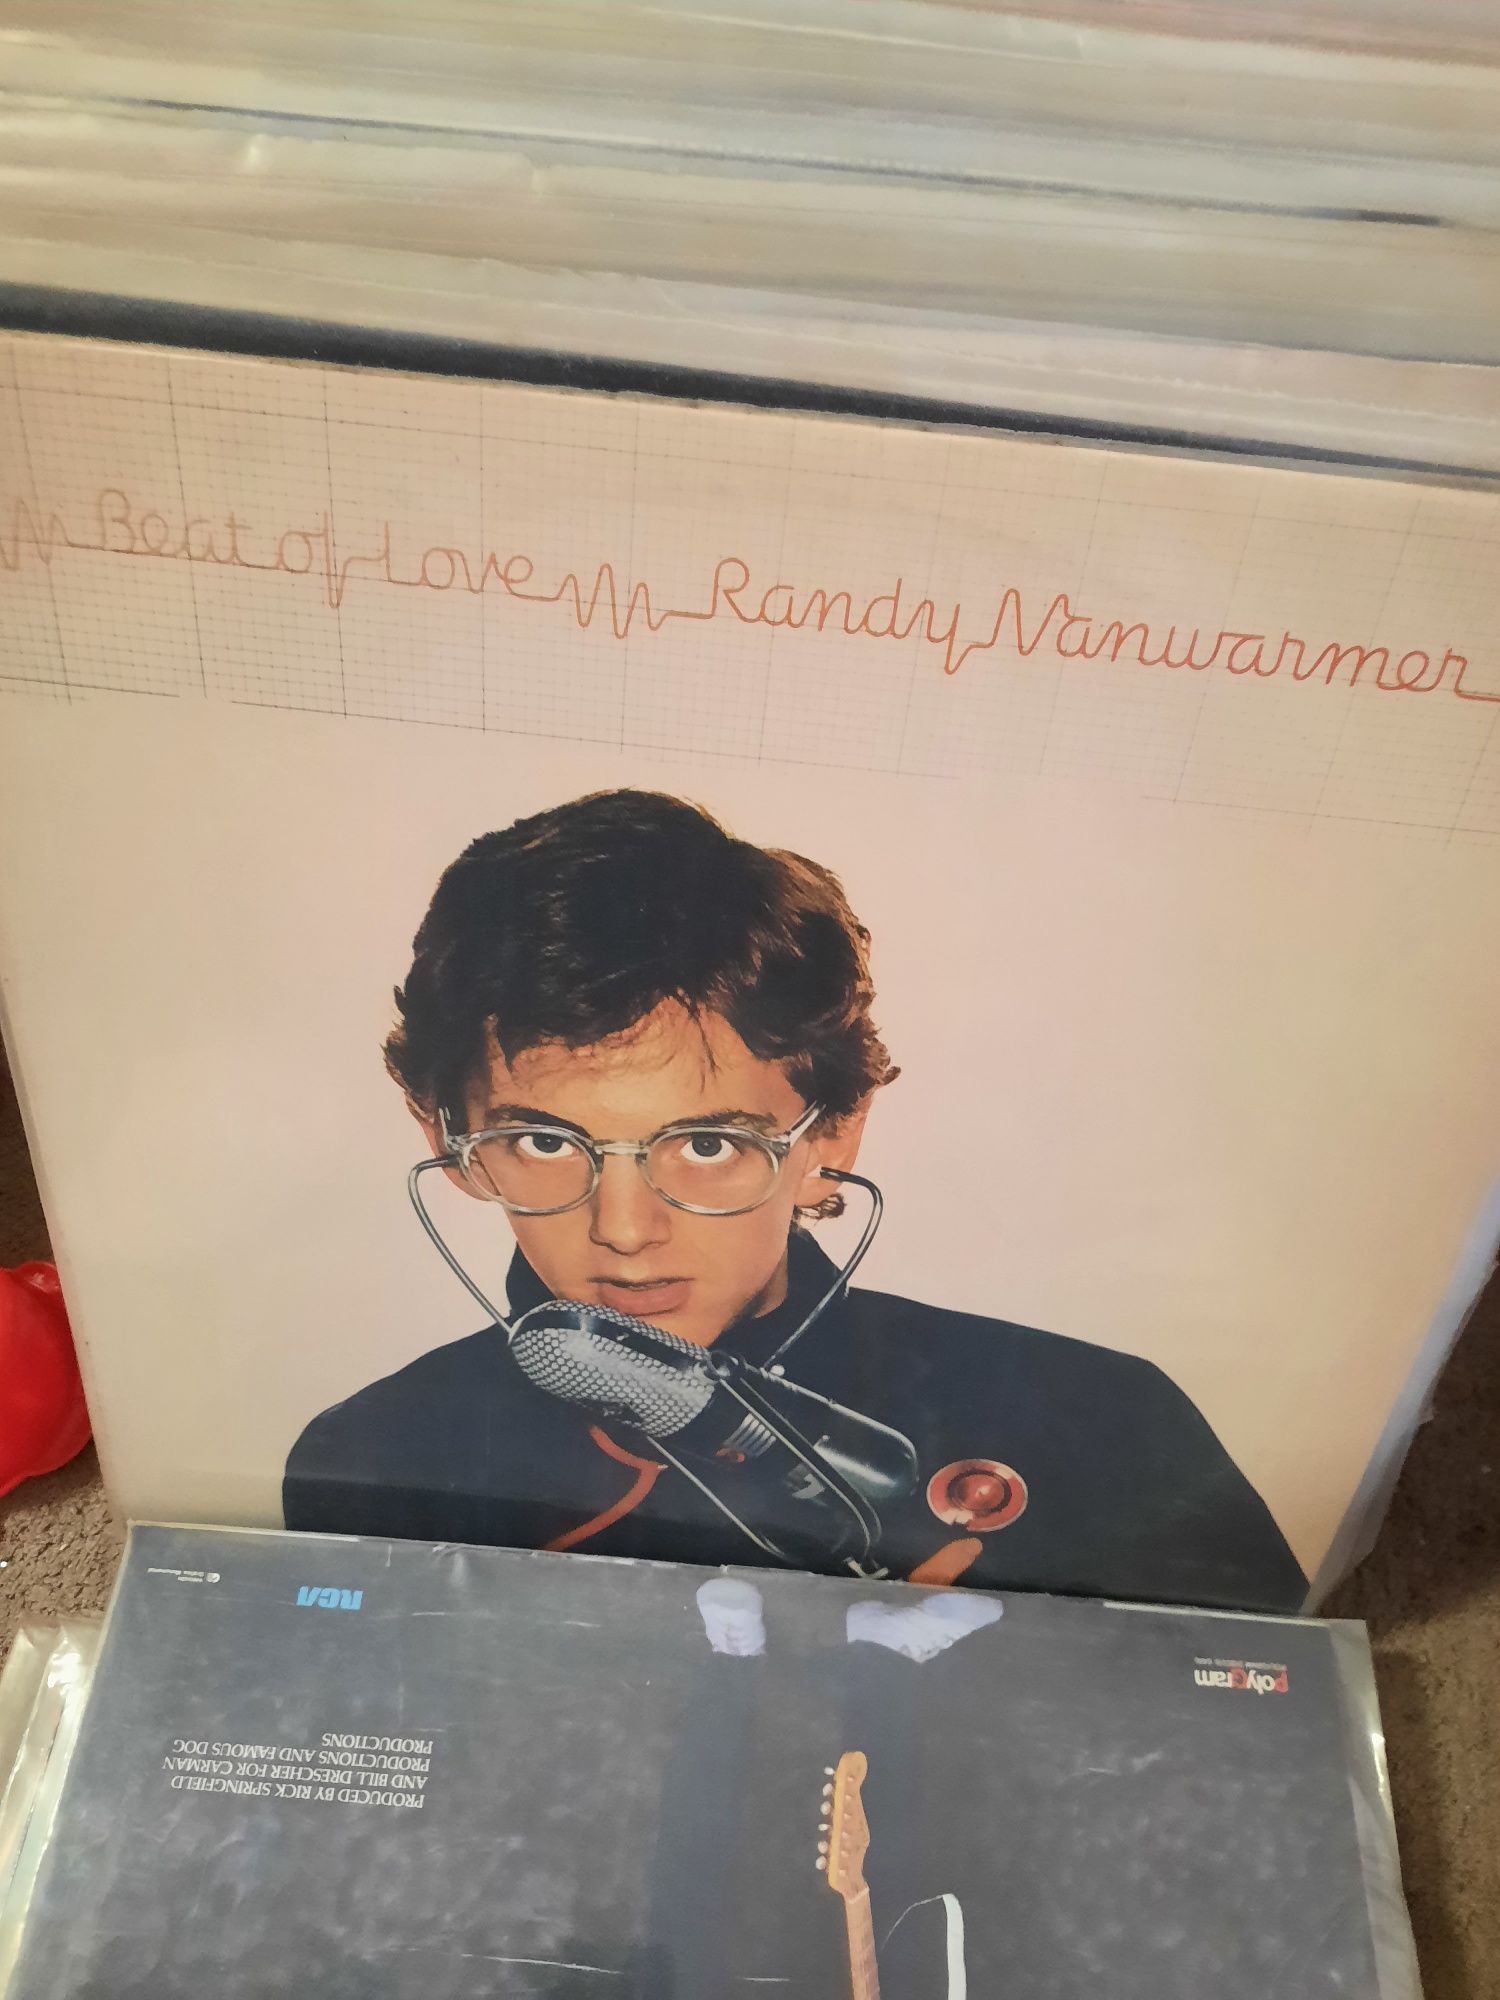 Beat of Love Randy Vanwarmer
RCA
PolyGram
PRODUCED BY RICK SPRINGFIELD
AND BILL DRESCHER FOR CARMAN
PRODUCTIONS AND FAMOUS DOG
PRODUCTIONS